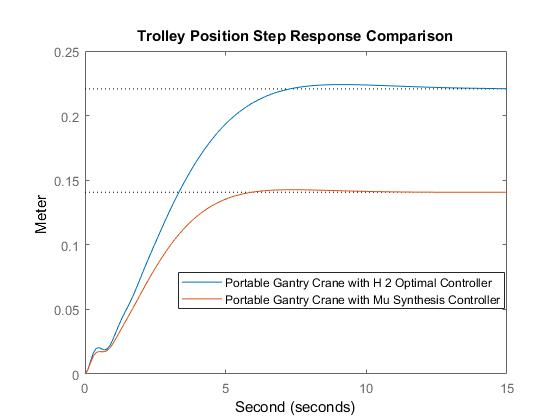 Trolley Position Step Response Comparison
0.25
0.2
0.15
0.1
0.05
0
Meter
Portable Gantry Crane with H 2 Optimal Controller
Portable Gantry Crane with Mu Synthesis Controller
0 5 10 15
Second (seconds)